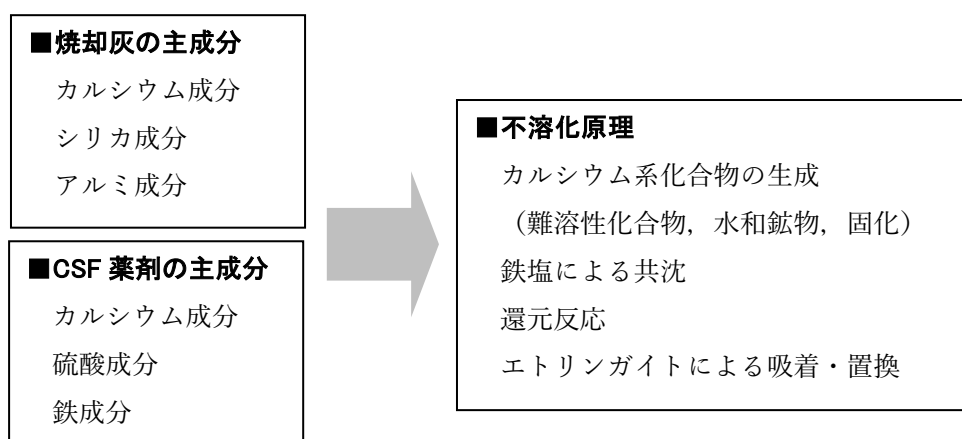 ■焼却灰の主成分
カルシウム成分
シリカ成分
アルミ成分
■CSF 薬剤の主成分
カルシウム成分
硫酸成分
鉄成分
■不溶化原理
カルシウム系化合物の生成
（難溶性化合物，水和鉱物，固化）
鉄塩による共沈
還元反応
エトリンガイトによる吸着・置換